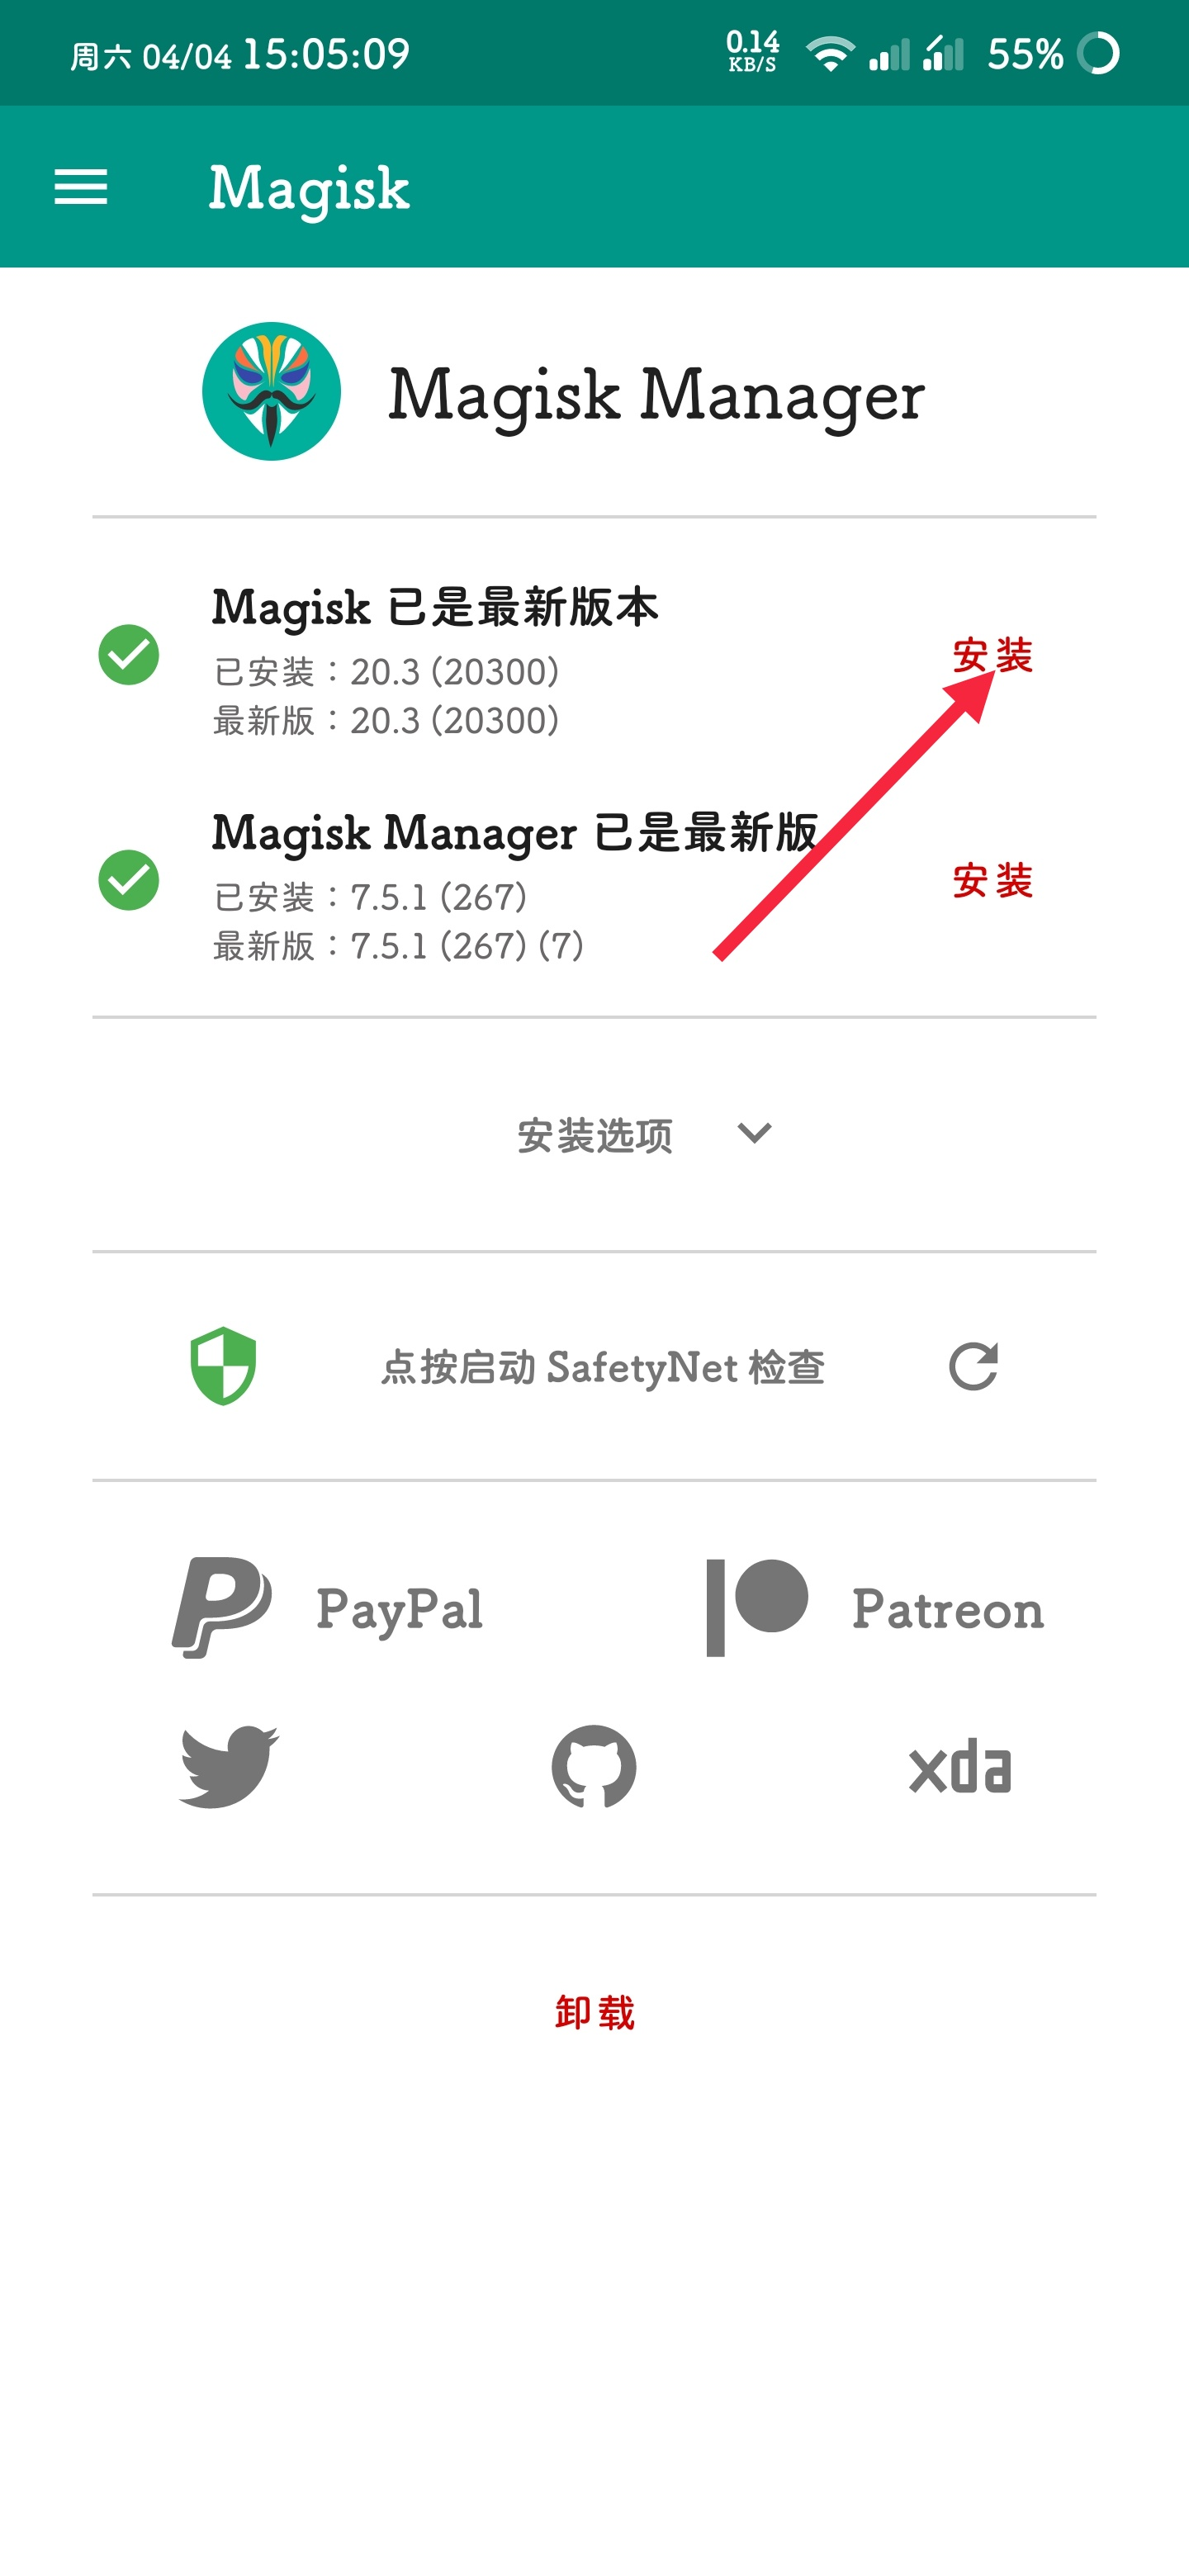 周六 04/04 15:05:09 0.14 KB/S 55%
Magisk
Magisk Manager
Magisk 已是最新版本
已安装：20.3 (20300)
最新版：20.3 (20300)
安装
Magisk Manager 已是最新版
已安装：7.5.1 (267)
最新版：7.5.1 (267) (7)
安装
安装选项
点按启动 SafetyNet 检查
PayPal
Patreon
xda
卸载